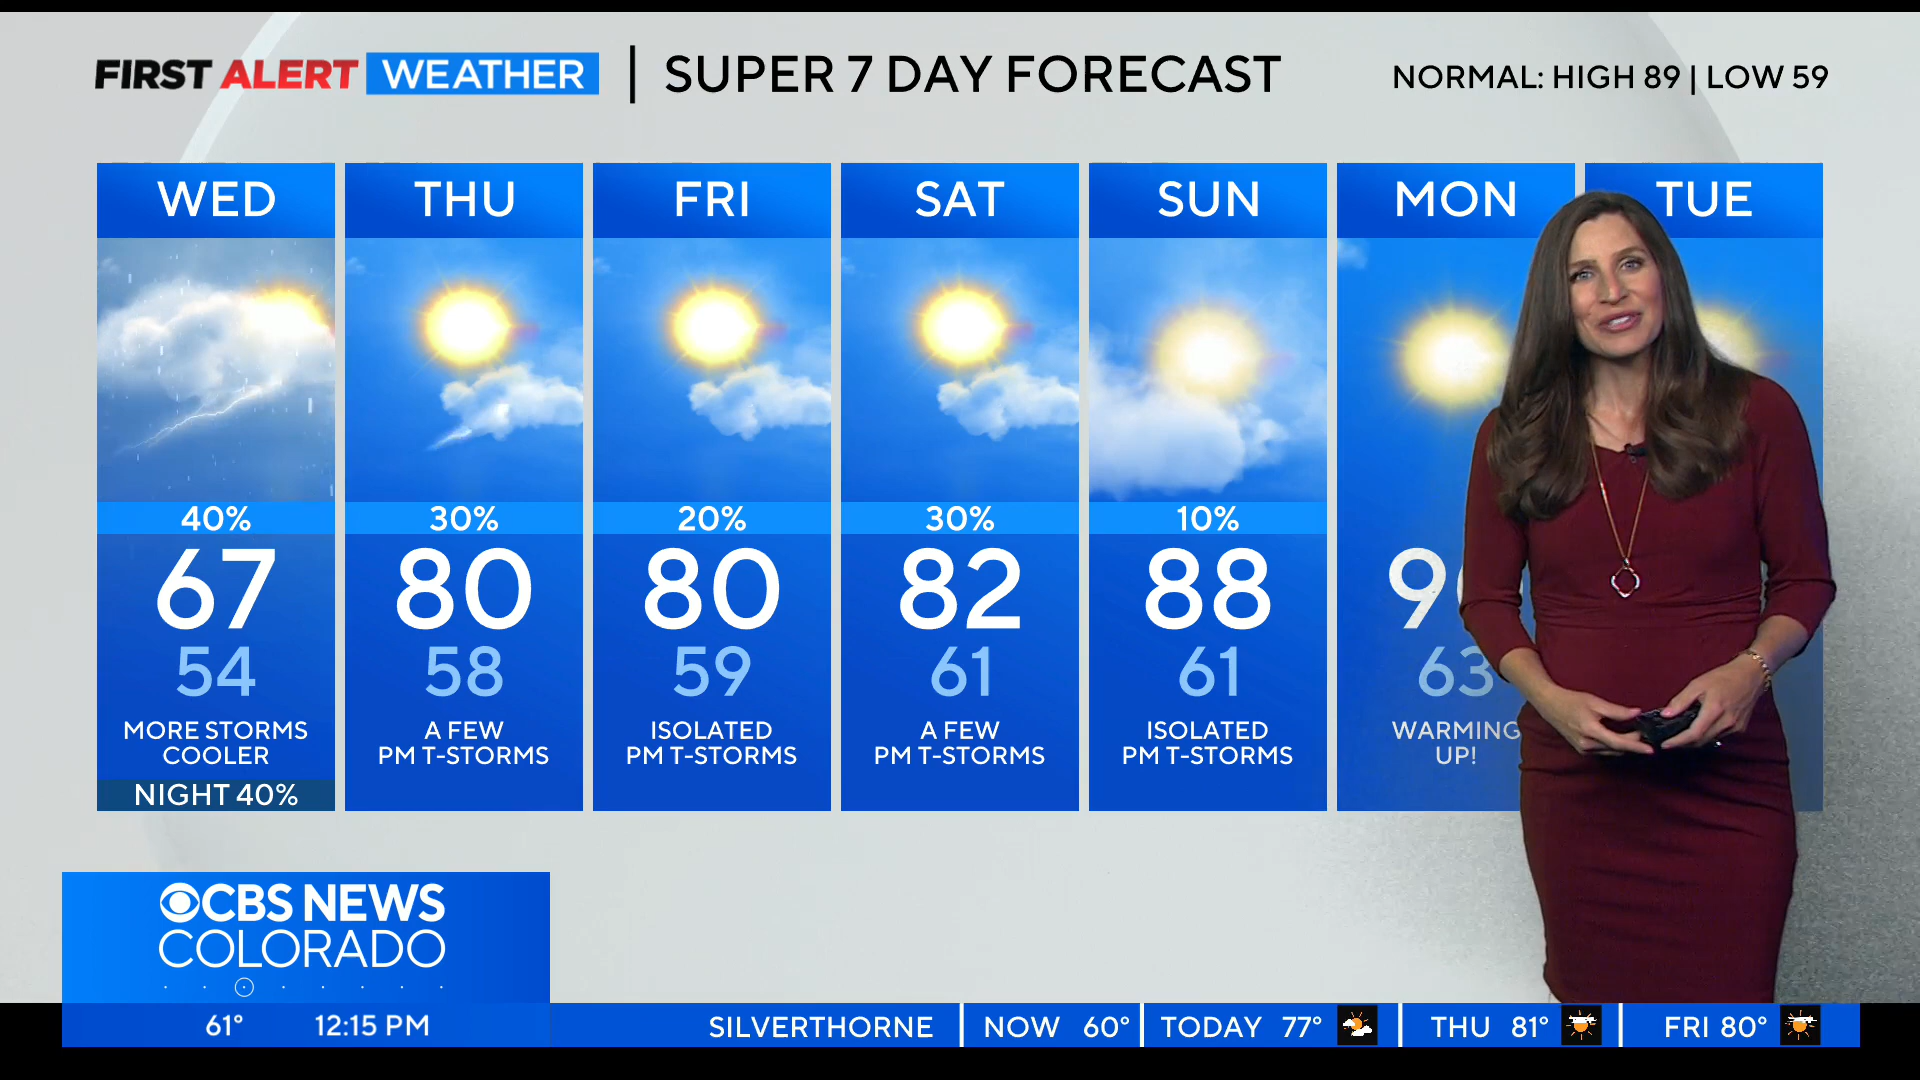 FIRST ALERT WEATHER | SUPER 7 DAY FORECAST
NORMAL: HIGH 89 | LOW 59
WED
40%
67
54
MORE STORMS
COOLER
NIGHT 40%
THU
30%
80
58
A FEW
PM T-STORMS
FRI
20%
80
59
ISOLATED
PM T-STORMS
SAT
30%
82
61
A FEW
PM T-STORMS
SUN
10%
88
61
ISOLATED
PM T-STORMS
MON
63
WARMING
UP!
TUE
CBS NEWS
COLORADO
61° 12:15 PM
SILVERTHORNE NOW 60° TODAY 77° THU 81° FRI 80°